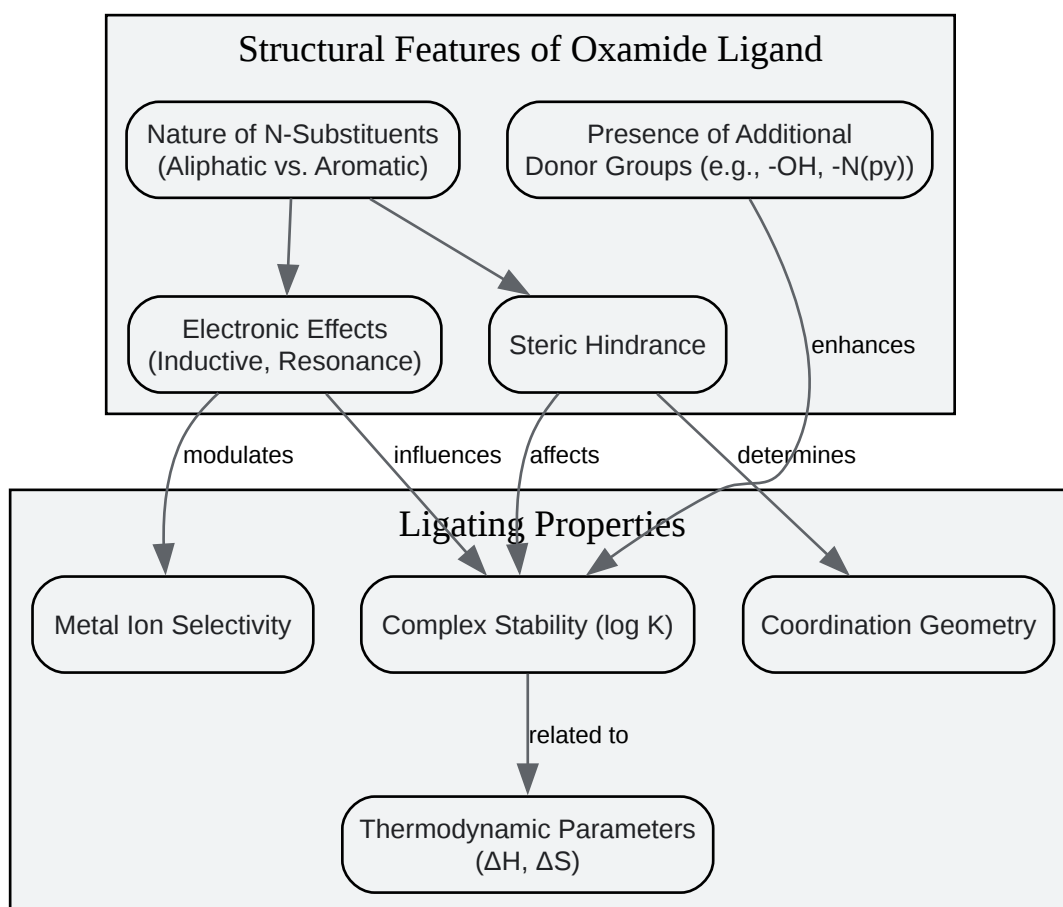 Structural Features of Oxamide Ligand
Nature of N-Substituents
(Aliphatic vs. Aromatic)
Presence of Additional
Donor Groups (e.g., -OH, -N(py))
Electronic Effects
(Inductive, Resonance)
Steric Hindrance
enhances
modulates
influences
affects
determines
Ligating Properties
Metal Ion Selectivity
Complex Stability (log K)
Coordination Geometry
related to
Thermodynamic Parameters
(ΔH, ΔS)